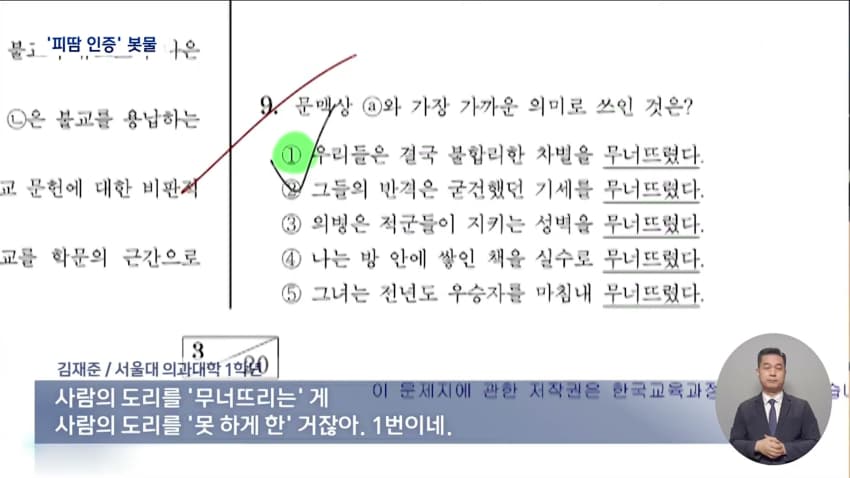 '피땀 인증' 봇물
㉡은 불교를 용납하는
교 문헌에 대한 비판적
교를 학문의 근간으로
9. 문맥상 ⓐ와 가장 가까운 의미로 쓰인 것은?
① 우리들은 결국 불합리한 차별을 무너뜨렸다.
② 그들의 반격은 굳건했던 기세를 무너뜨렸다.
③ 의병은 적군들이 지키는 성벽을 무너뜨렸다.
④ 나는 방 안에 쌓인 책을 실수로 무너뜨렸다.
⑤ 그녀는 전년도 우승자를 마침내 무너뜨렸다.
3
20
이 문제지에 관한 저작권은 한국교육과정
김재준 / 서울대 의과대학 1학년
사람의 도리를 '무너뜨리는' 게
사람의 도리를 '못 하게 한' 거잖아. 1번이네.